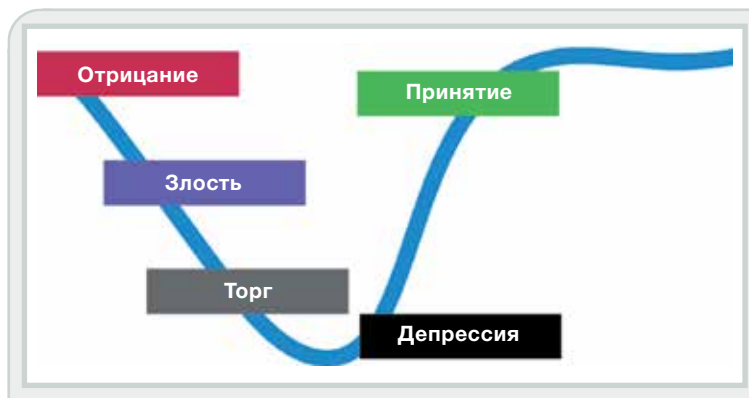 Отрицание
Злость
Торг
Депрессия
Принятие